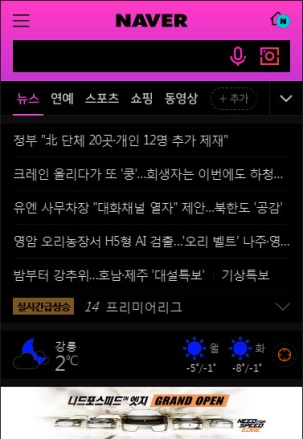 NAVER
N
뉴스 연예 스포츠 쇼핑 동영상 + 추가
정부 "北 단체 20곳·개인 12명 추가 제재"
크레인 올리다가 또 '쿵'...희생자는 이번에도 하청...
유엔 사무차장 "대화채널 열자" 제안...북한도 '공감'
영암 오리농장서 H5형 AI 검출...'오리 벨트' 나주·영...
밤부터 강추위...호남·제주 '대설특보' 기상특보
실시간급상승 14 프리미어리그
강릉 월 화
2℃ -5°/-1° -8°/-1°
니드포스피드™ 엣지 GRAND OPEN
NEED FOR SPEED EDGE